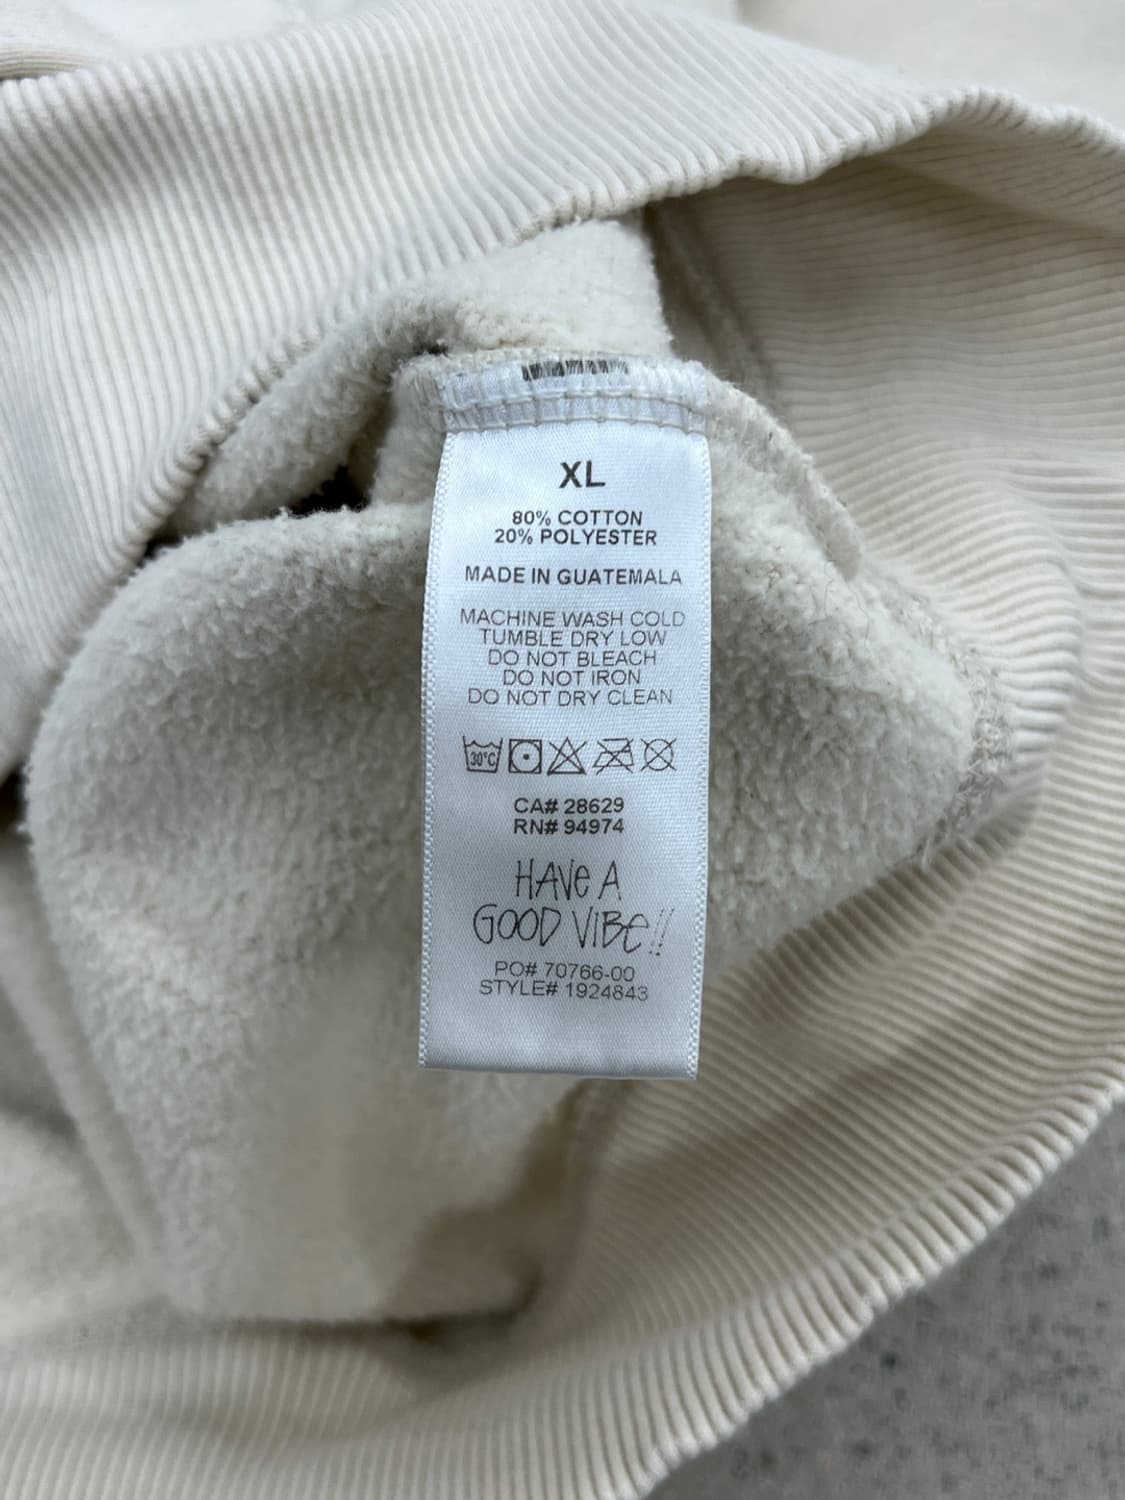 XL
80% COTTON
20% POLYESTER
MADE IN GUATEMALA
MACHINE WASH COLD
TUMBLE DRY LOW
DO NOT BLEACH
DO NOT IRON
DO NOT DRY CLEAN
30°C
CA# 28629
RN# 94974
HAVe A
GOOD VIBe!!
PO# 70766-00
STYLE# 1924843